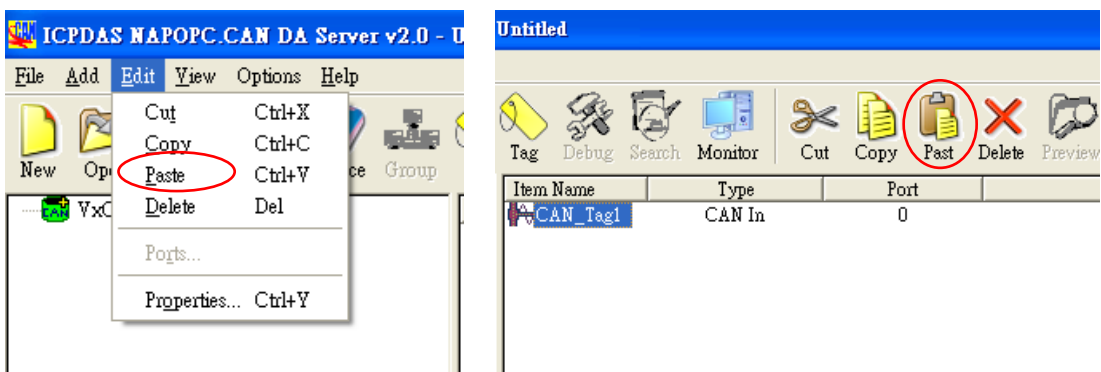 ICPDAS NAPOPC.CAN DA Server v2.0 - U
File Add Edit View Options Help
New Op ce Group
VxC
Cut Ctrl+X
Copy Ctrl+C
Paste Ctrl+V
Delete Del
Ports...
Properties... Ctrl+Y
Untitled
Tag Debug Search Monitor Cut Copy Past Delete Preview
Item Name Type Port
CAN_Tag1 CAN In 0